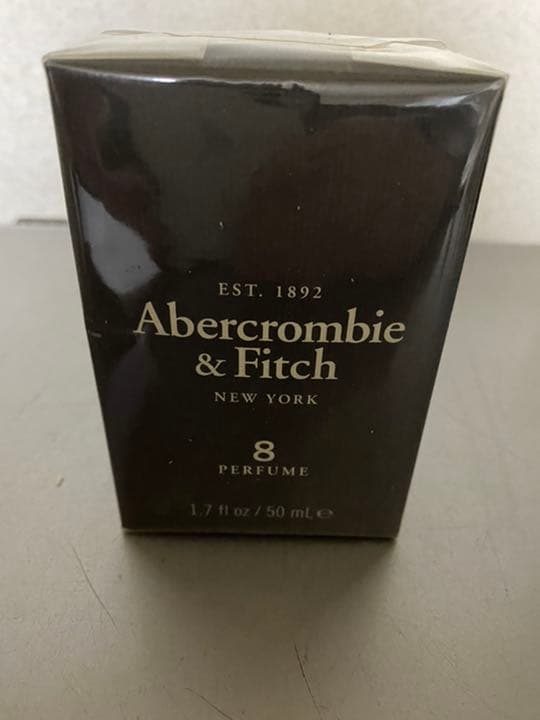 EST. 1892
Abercrombie
& Fitch
NEW YORK
8
PERFUME
1.7 fl oz / 50 mL ℮